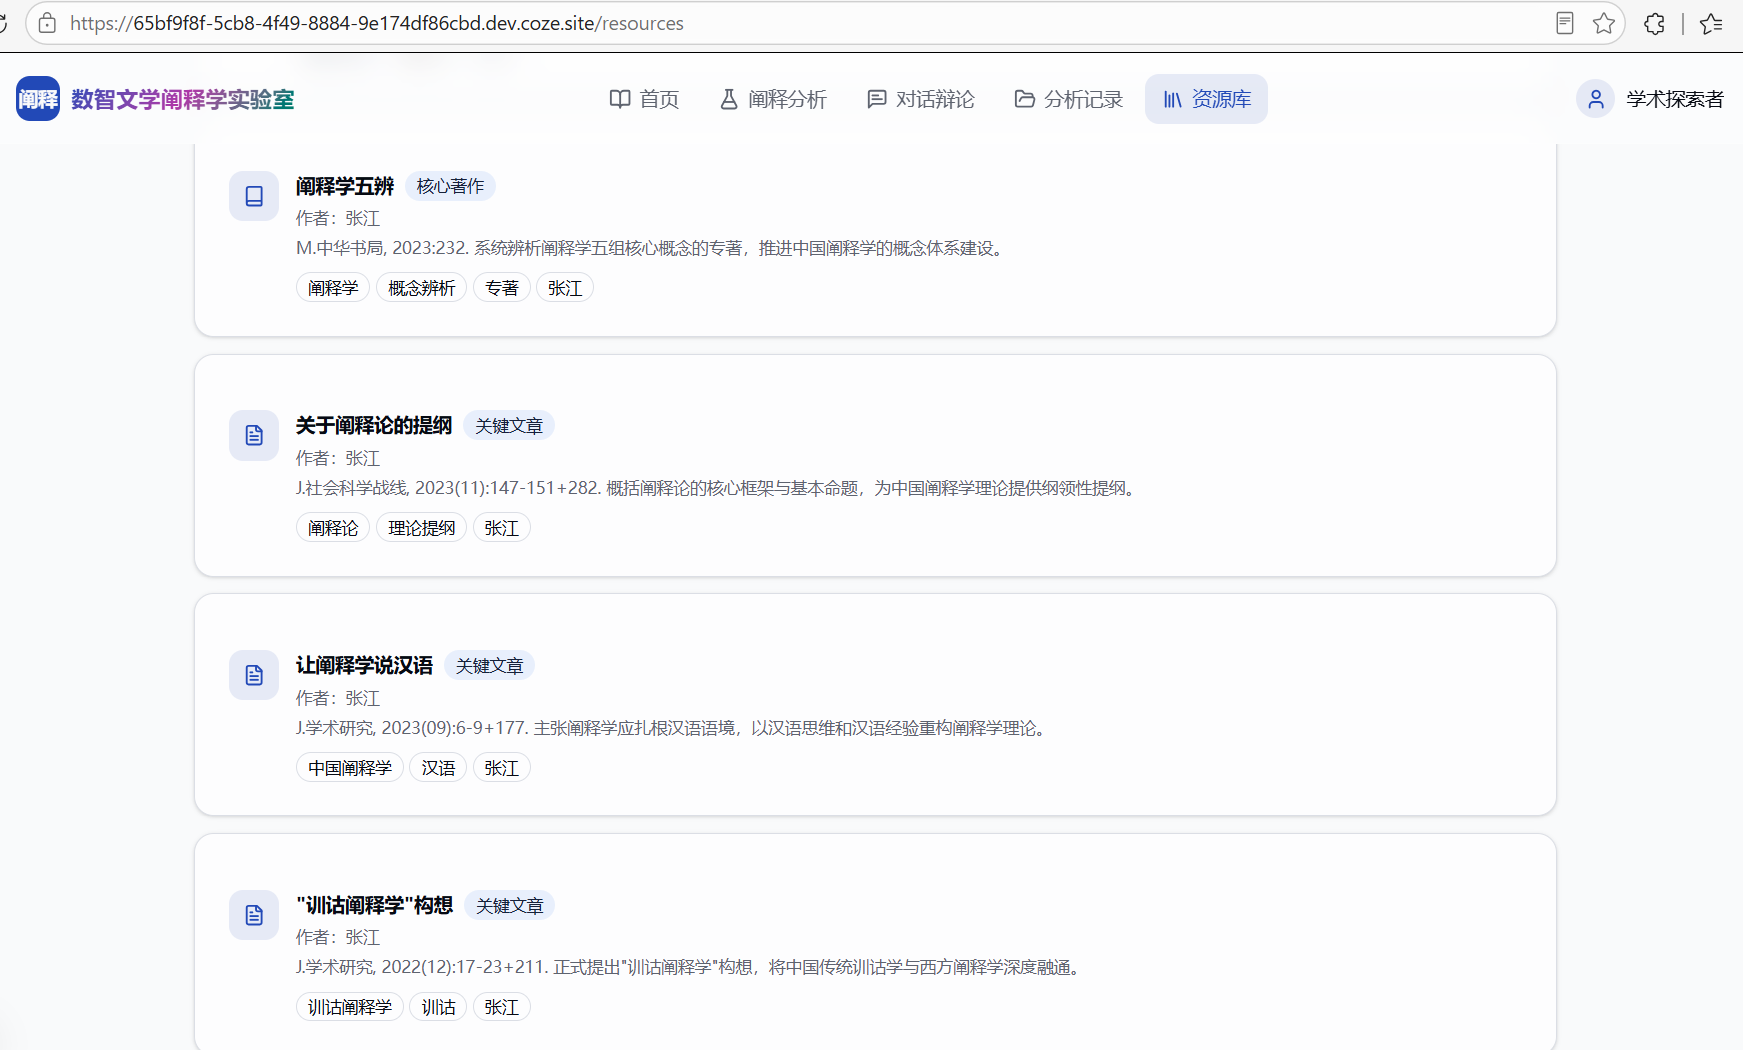 https://65bf9f8f-5cb8-4f49-8884-9e174df86cbd.dev.coze.site/resources
阐释 数智文学阐释学实验室 首页 阐释分析 对话辩论 分析记录 资源库 学术探索者
阐释学五辨 核心著作
作者：张江
M.中华书局, 2023:232. 系统辨析阐释学五组核心概念的专著，推进中国阐释学的概念体系建设。
阐释学 概念辨析 专著 张江
关于阐释论的提纲 关键文章
作者：张江
J.社会科学战线, 2023(11):147-151+282. 概括阐释论的核心框架与基本命题，为中国阐释学理论提供纲领性提纲。
阐释论 理论提纲 张江
让阐释学说汉语 关键文章
作者：张江
J.学术研究, 2023(09):6-9+177. 主张阐释学应扎根汉语语境，以汉语思维和汉语经验重构阐释学理论。
中国阐释学 汉语 张江
"训诂阐释学"构想 关键文章
作者：张江
J.学术研究, 2022(12):17-23+211. 正式提出"训诂阐释学"构想，将中国传统训诂学与西方阐释学深度融通。
训诂阐释学 训诂 张江